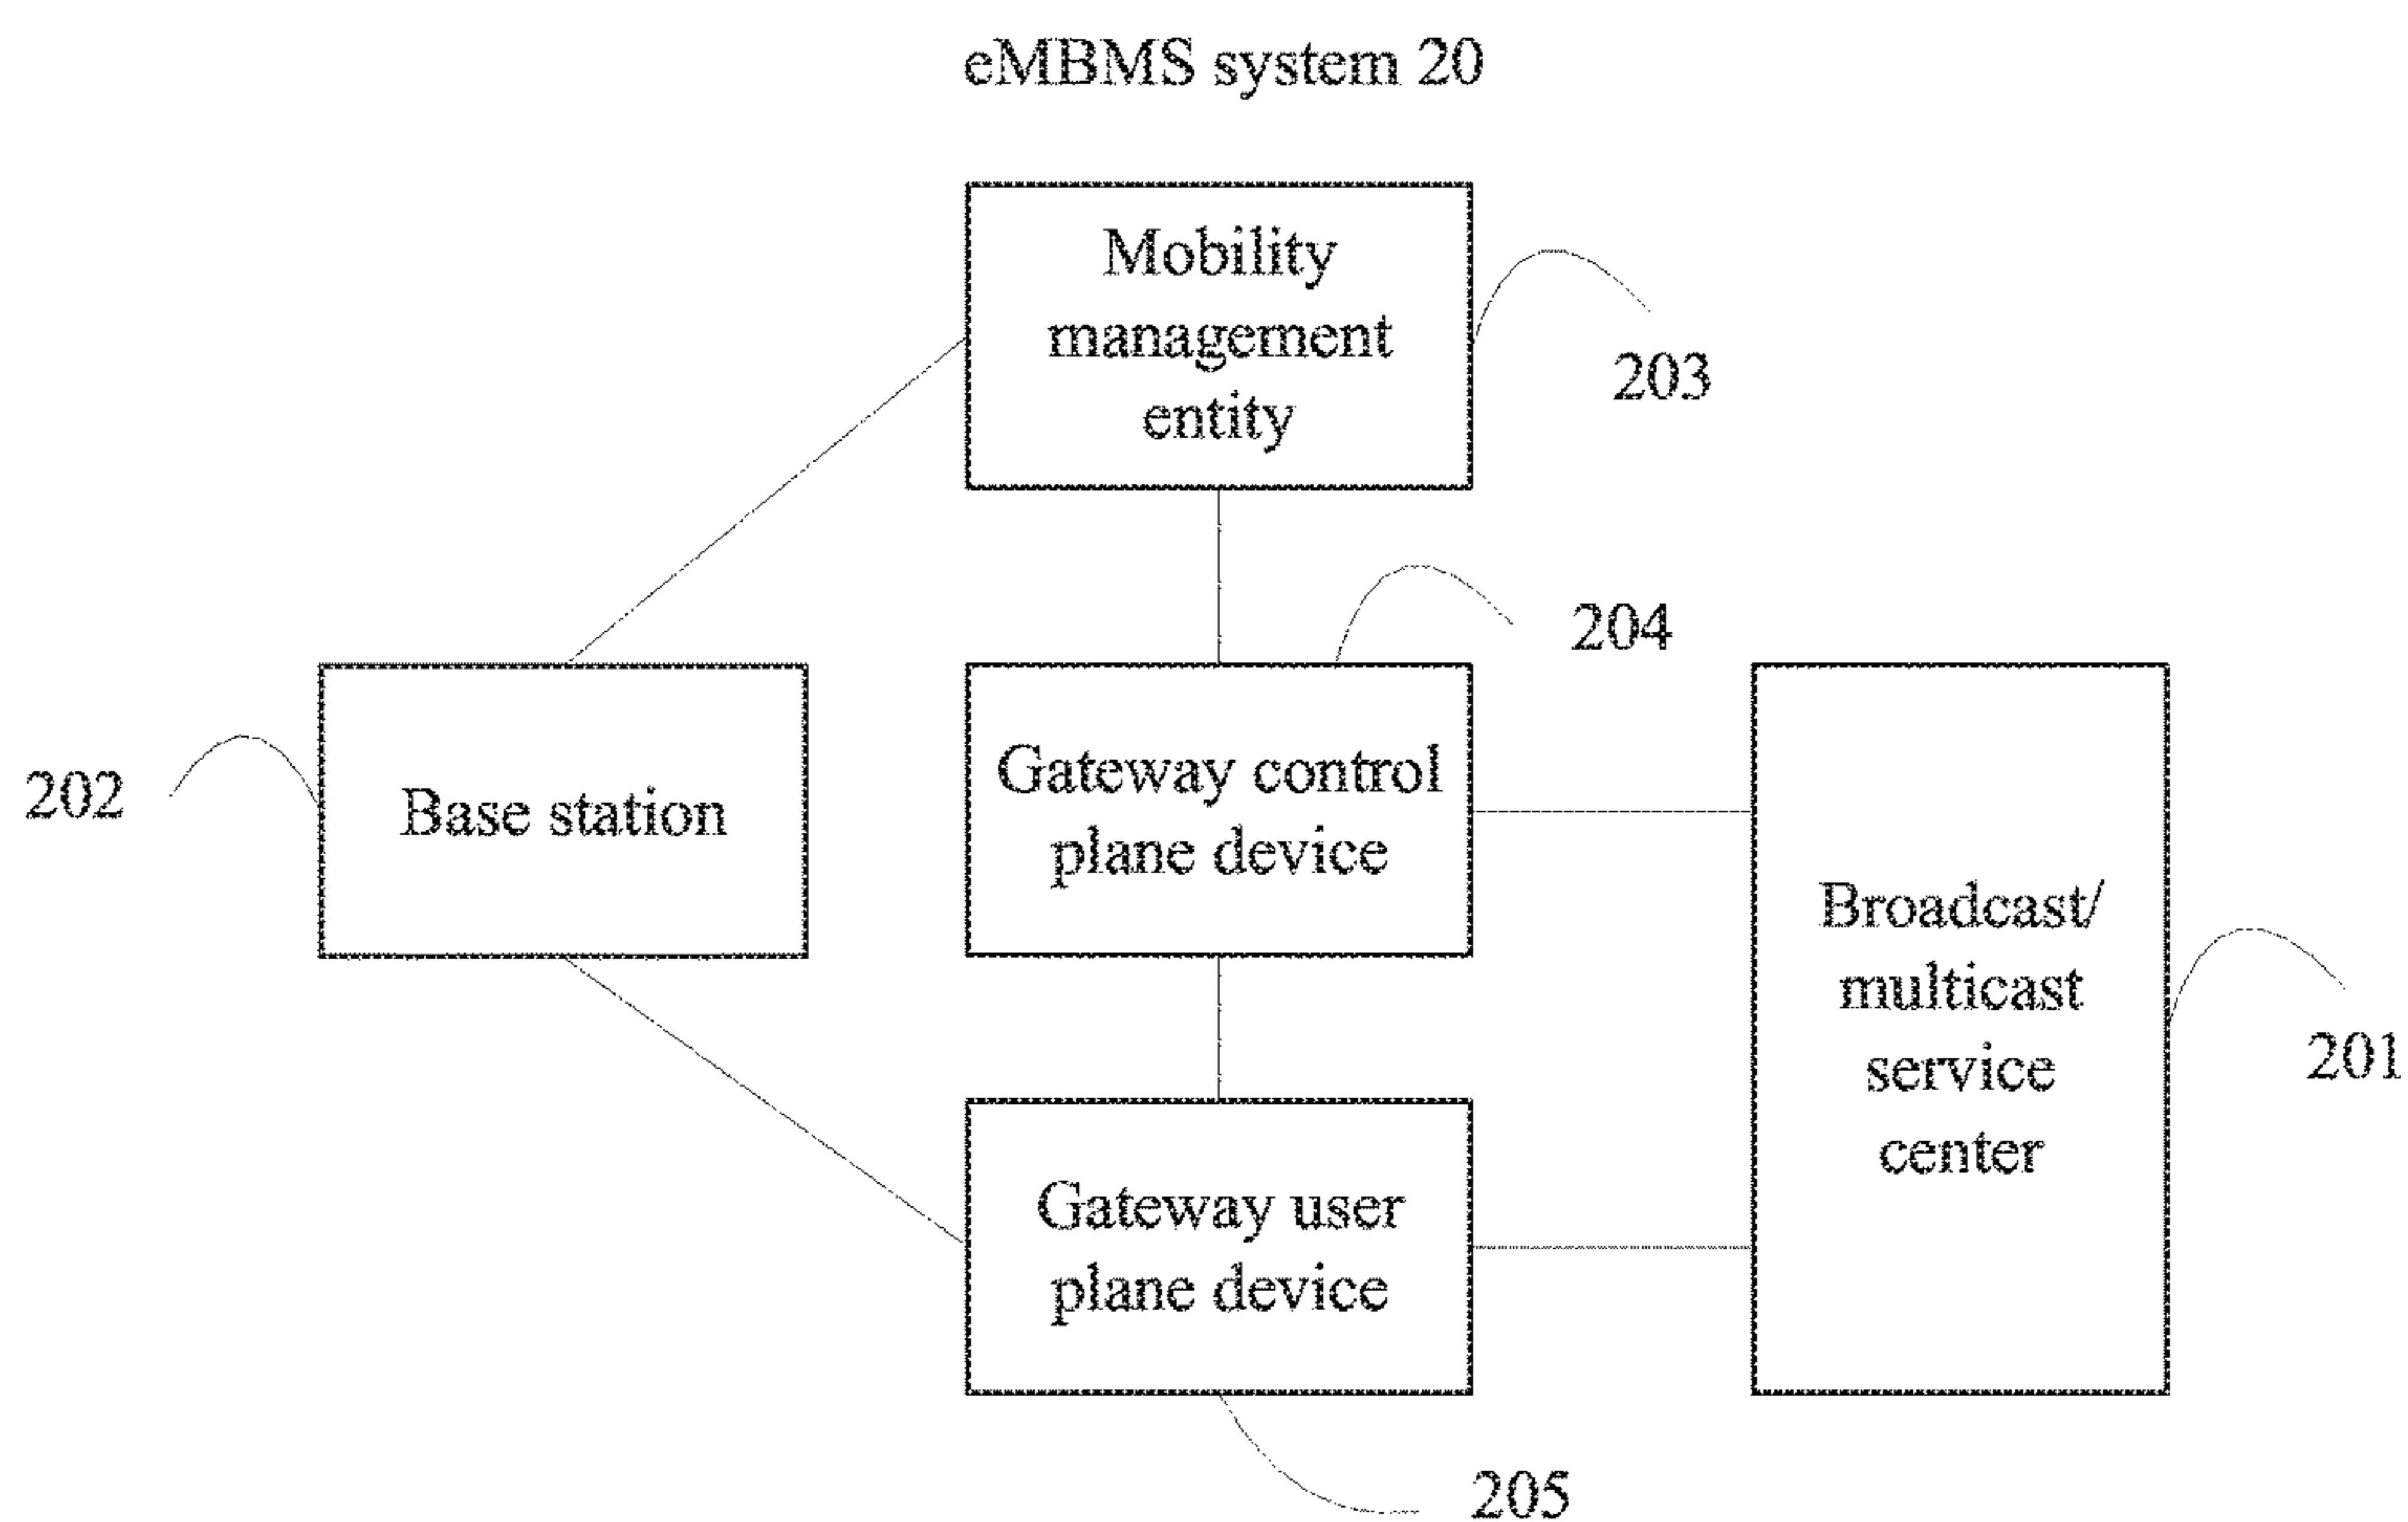 eMBMS system 20
Mobility
management
entity
203
204
Base station
202
Gateway control
plane device
Broadcast/
multicast
service
center
201
Gateway user
plane device
205